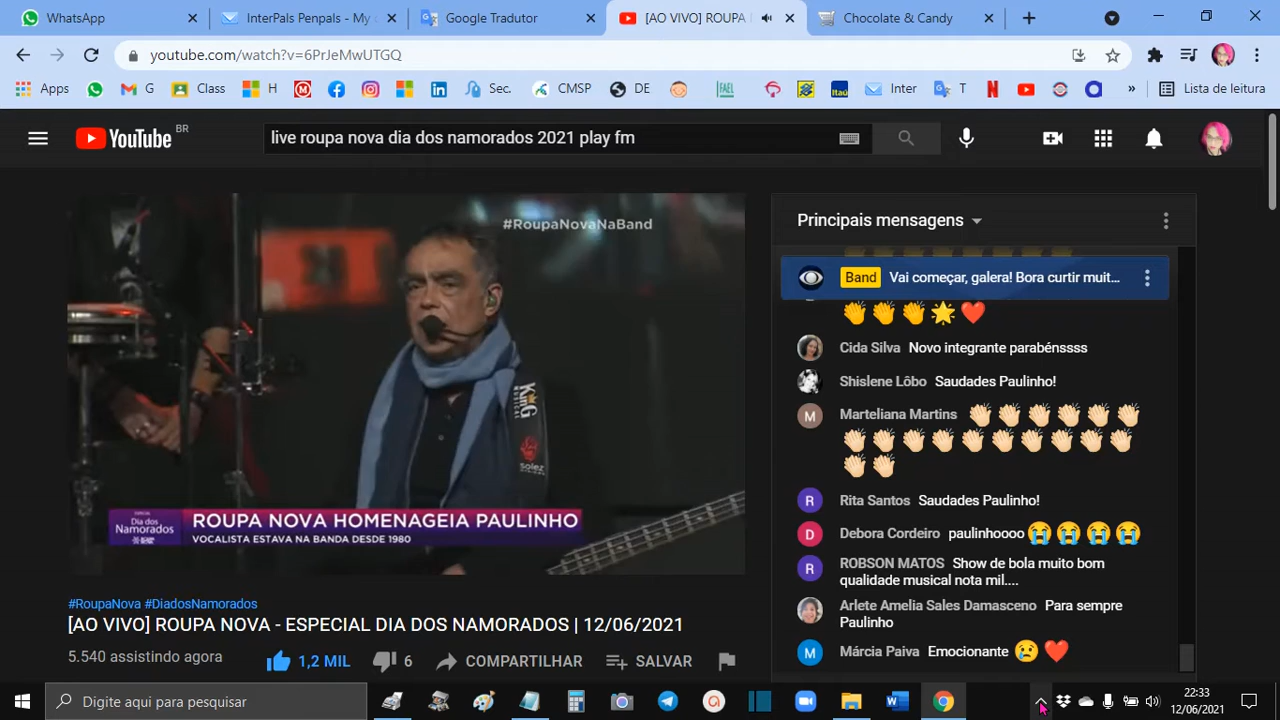 WhatsApp
InterPals Penpals - My
Google Tradutor
[AO VIVO] ROUPA
Chocolate & Candy
youtube.com/watch?v=6PrJeMwUTGQ
Apps
G
Class
H
Sec.
CMSP
DE
FAEL
Itaú
Inter
T
Lista de leitura
YouTube BR
live roupa nova dia dos namorados 2021 play fm
#RoupaNovaNaBand
KinG
MUSICAL
solez
Dia dos
Namorados
ROUPA NOVA HOMENAGEIA PAULINHO
VOCALISTA ESTAVA NA BANDA DESDE 1980
#RoupaNova #DiadosNamorados
[AO VIVO] ROUPA NOVA - ESPECIAL DIA DOS NAMORADOS | 12/06/2021
5.540 assistindo agora
1,2 MIL
6
COMPARTILHAR
SALVAR
Principais mensagens
Band Vai começar, galera! Bora curtir muit...
👏👏👏🌟❤️
Cida Silva Novo integrante parabénssss
Shislene Lôbo Saudades Paulinho!
M Marteliana Martins 👏🏻👏🏻👏🏻👏🏻👏🏻👏🏻
👏🏻👏🏻👏🏻👏🏻👏🏻👏🏻👏🏻👏🏻👏🏻👏🏻
👏🏻👏🏻
R Rita Santos Saudades Paulinho!
D Debora Cordeiro paulinhoooo😭😭😭😭
R ROBSON MATOS Show de bola muito bom
qualidade musical nota mil....
Arlete Amelia Sales Damasceno Para sempre
Paulinho
M Márcia Paiva Emocionante 😢❤️
Digite aqui para pesquisar
22:33
12/06/2021